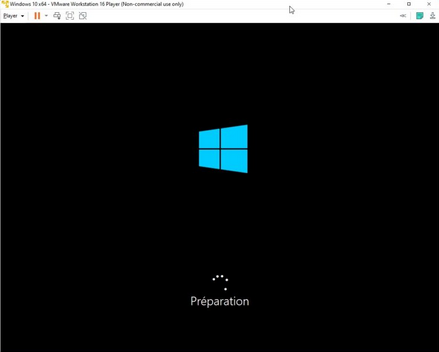 Windows 10 x64 - VMware Workstation 16 Player (Non-commercial use only)
Player
Préparation